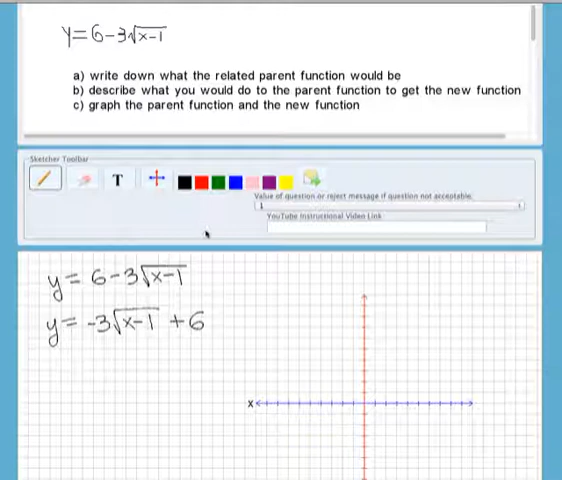 y=6-3√x-1
a) write down what the related parent function would be
b) describe what you would do to the parent function to get the new function
c) graph the parent function and the new function
Sketcher Toolbar
T
Value of question or reject message if question not acceptable:
1
YouTube Instructional Video Link
y = 6-3√x-1
y = -3√x-1 +6
x